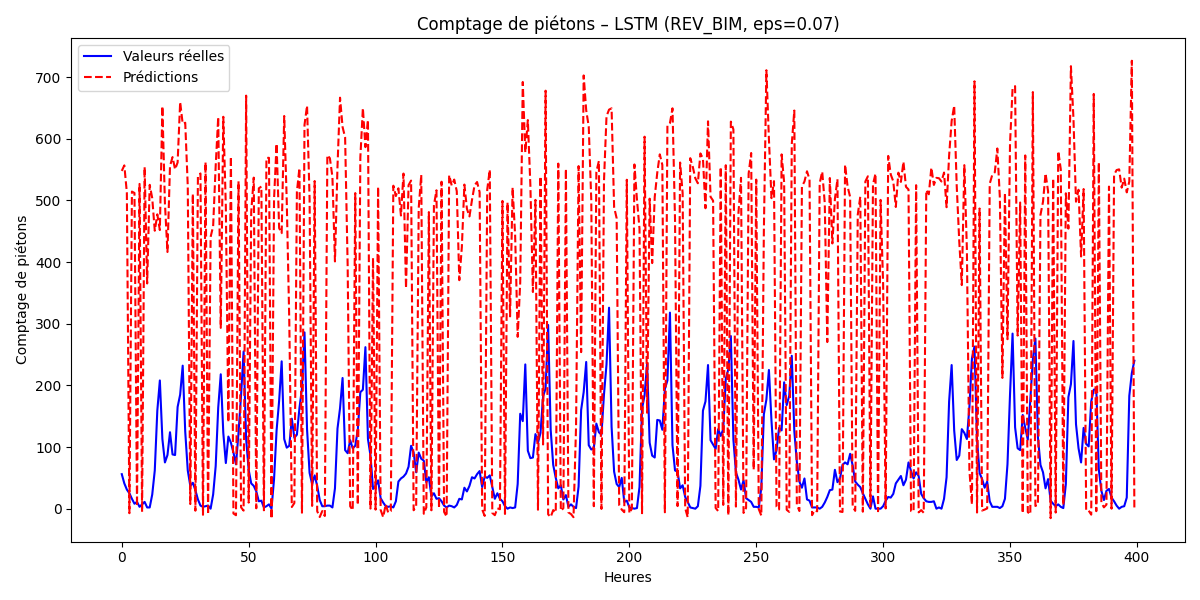 Comptage de piétons – LSTM (REV_BIM, eps=0.07)
Valeurs réelles
Prédictions
Comptage de piétons
700
600
500
400
300
200
100
0
0 50 100 150 200 250 300 350 400
Heures